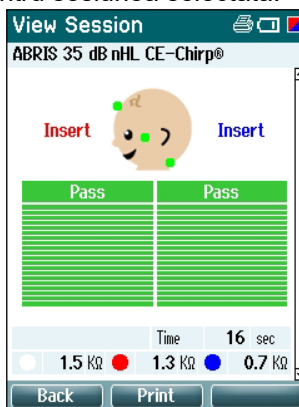 View Session
ABRIS 35 dB nHL CE-Chirp®
Insert Insert
Pass Pass
Time 16 sec
1.5 KΩ 1.3 KΩ 0.7 KΩ
Back Print